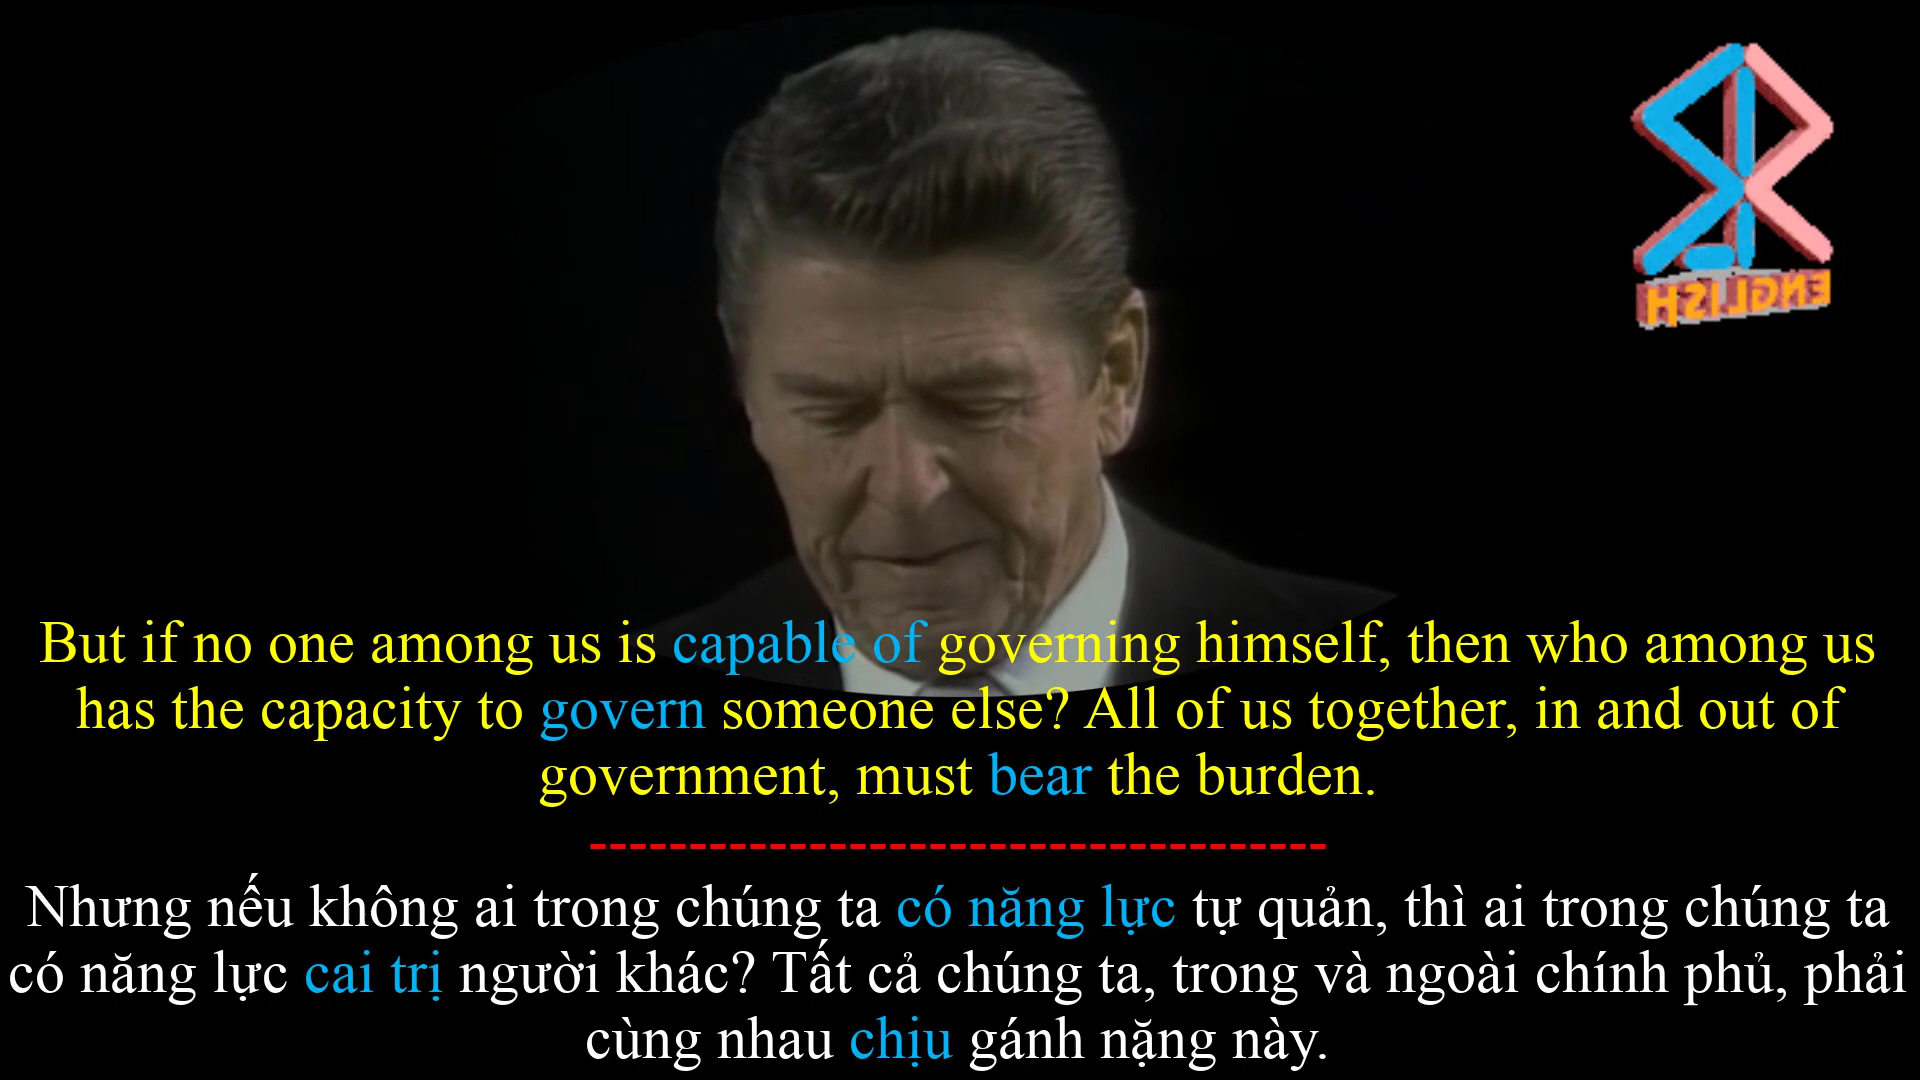 ENGLISH
But if no one among us is capable of governing himself, then who among us
has the capacity to govern someone else? All of us together, in and out of
government, must bear the burden.
-------------------------------------
Nhưng nếu không ai trong chúng ta có năng lực tự quản, thì ai trong chúng ta
có năng lực cai trị người khác? Tất cả chúng ta, trong và ngoài chính phủ, phải
cùng nhau chịu gánh nặng này.